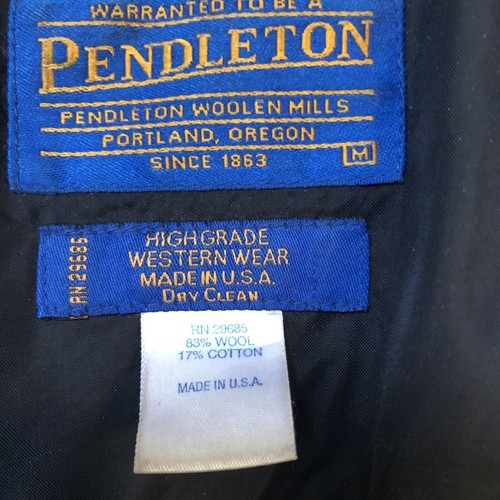 WARRANTED TO BE A
PENDLETON
PENDLETON WOOLEN MILLS
PORTLAND, OREGON
SINCE 1863
M
RN 29685
HIGH GRADE
WESTERN WEAR
MADE IN U.S.A.
DRY CLEAN
RN 29685
83% WOOL
17% COTTON
MADE IN U.S.A.